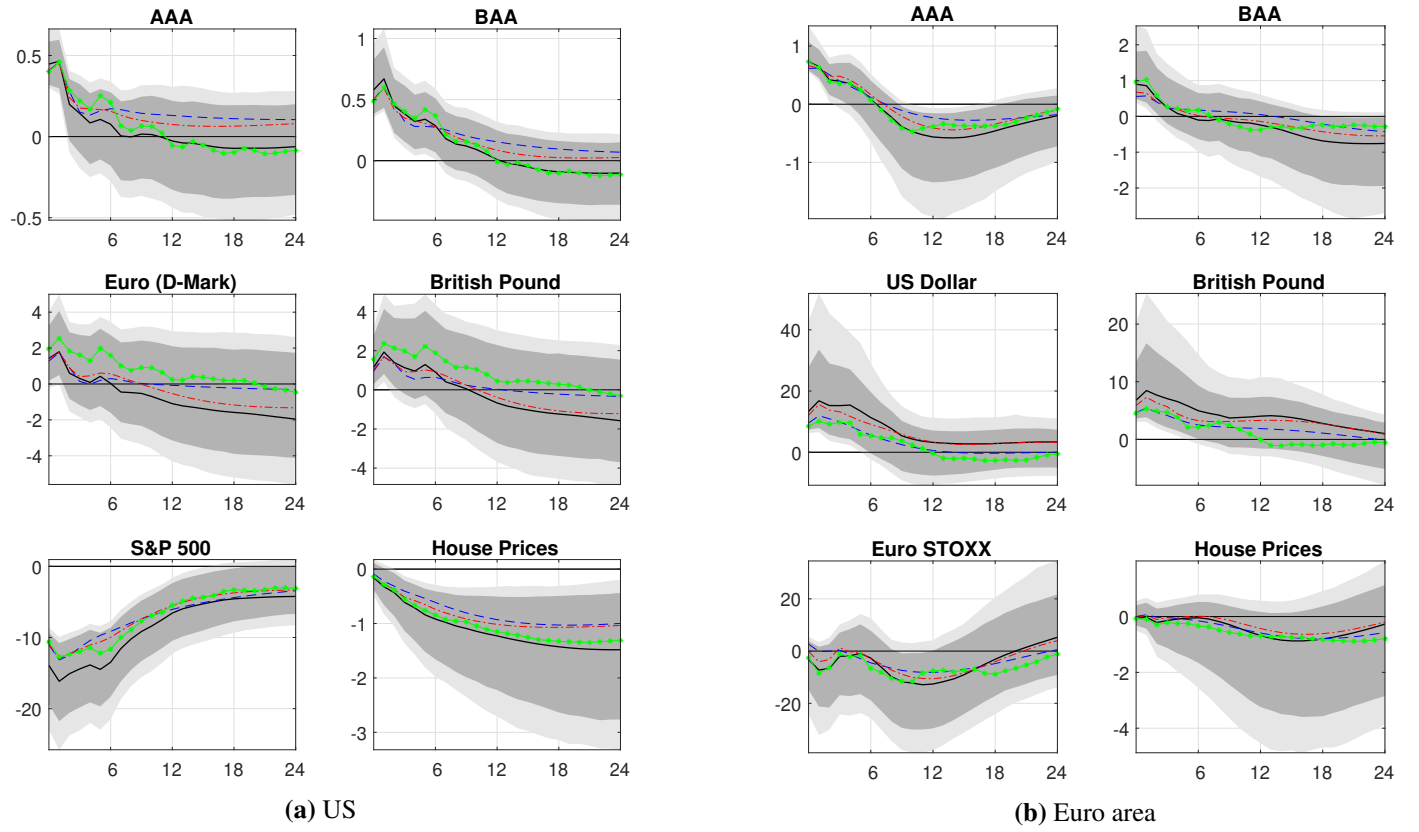 AAA
BAA
0.5
0
-0.5
6 12 18 24
1
0.5
0
6 12 18 24
Euro (D-Mark)
British Pound
4
2
0
-2
-4
6 12 18 24
4
2
0
-2
-4
6 12 18 24
S&P 500
House Prices
0
-10
-20
6 12 18 24
0
-1
-2
-3
6 12 18 24
(a) US
AAA
BAA
1
0
-1
6 12 18 24
2
1
0
-1
-2
6 12 18 24
US Dollar
British Pound
40
20
0
6 12 18 24
20
10
0
6 12 18 24
Euro STOXX
House Prices
20
0
-20
6 12 18 24
2
0
-2
-4
6 12 18 24
(b) Euro area